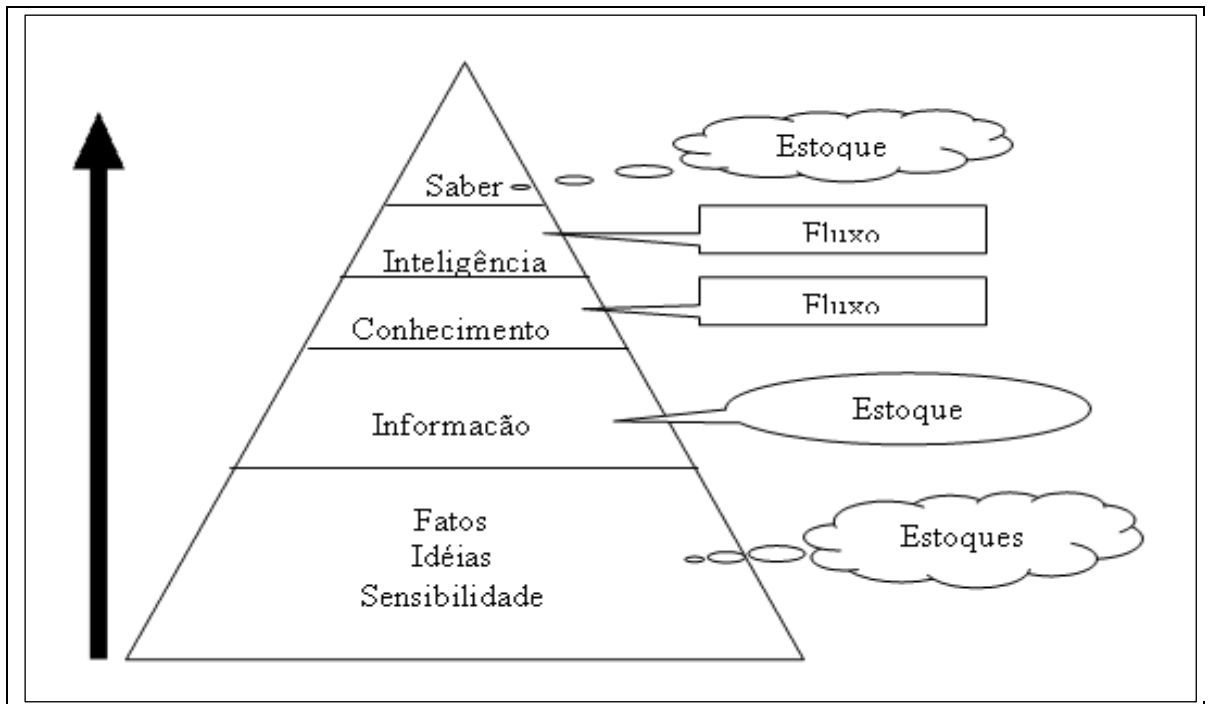 Estoque
Saber
Fluxo
Inteligência
Fluxo
Conhecimento
Estoque
Informacão
Fatos
Idéias
Sensibilidade
Estoques